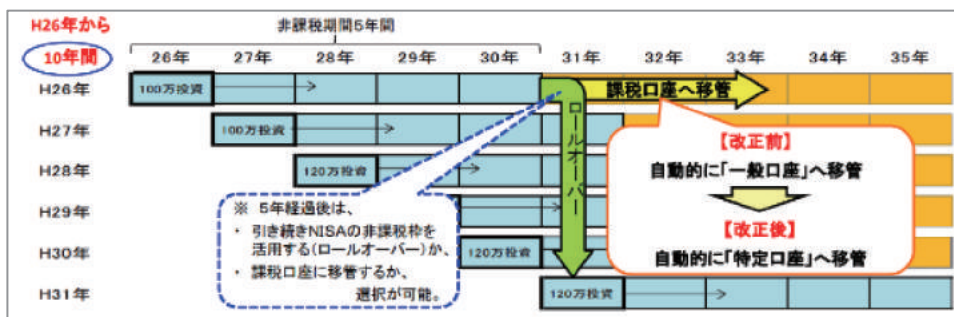 H26年から
10年間
非課税期間5年間
26年 27年 28年 29年 30年 31年 32年 33年 34年 35年
H26年
100万投資
課税口座へ移管
H27年
100万投資
H28年
120万投資
H29年
H30年
120万投資
H31年
120万投資
ロールオーバー
※ 5年経過後は、
・ 引き続きNISAの非課税枠を
活用する(ロールオーバー)か、
・ 課税口座に移管するか、
選択が可能。
【改正前】
自動的に「一般口座」へ移管
【改正後】
自動的に「特定口座」へ移管